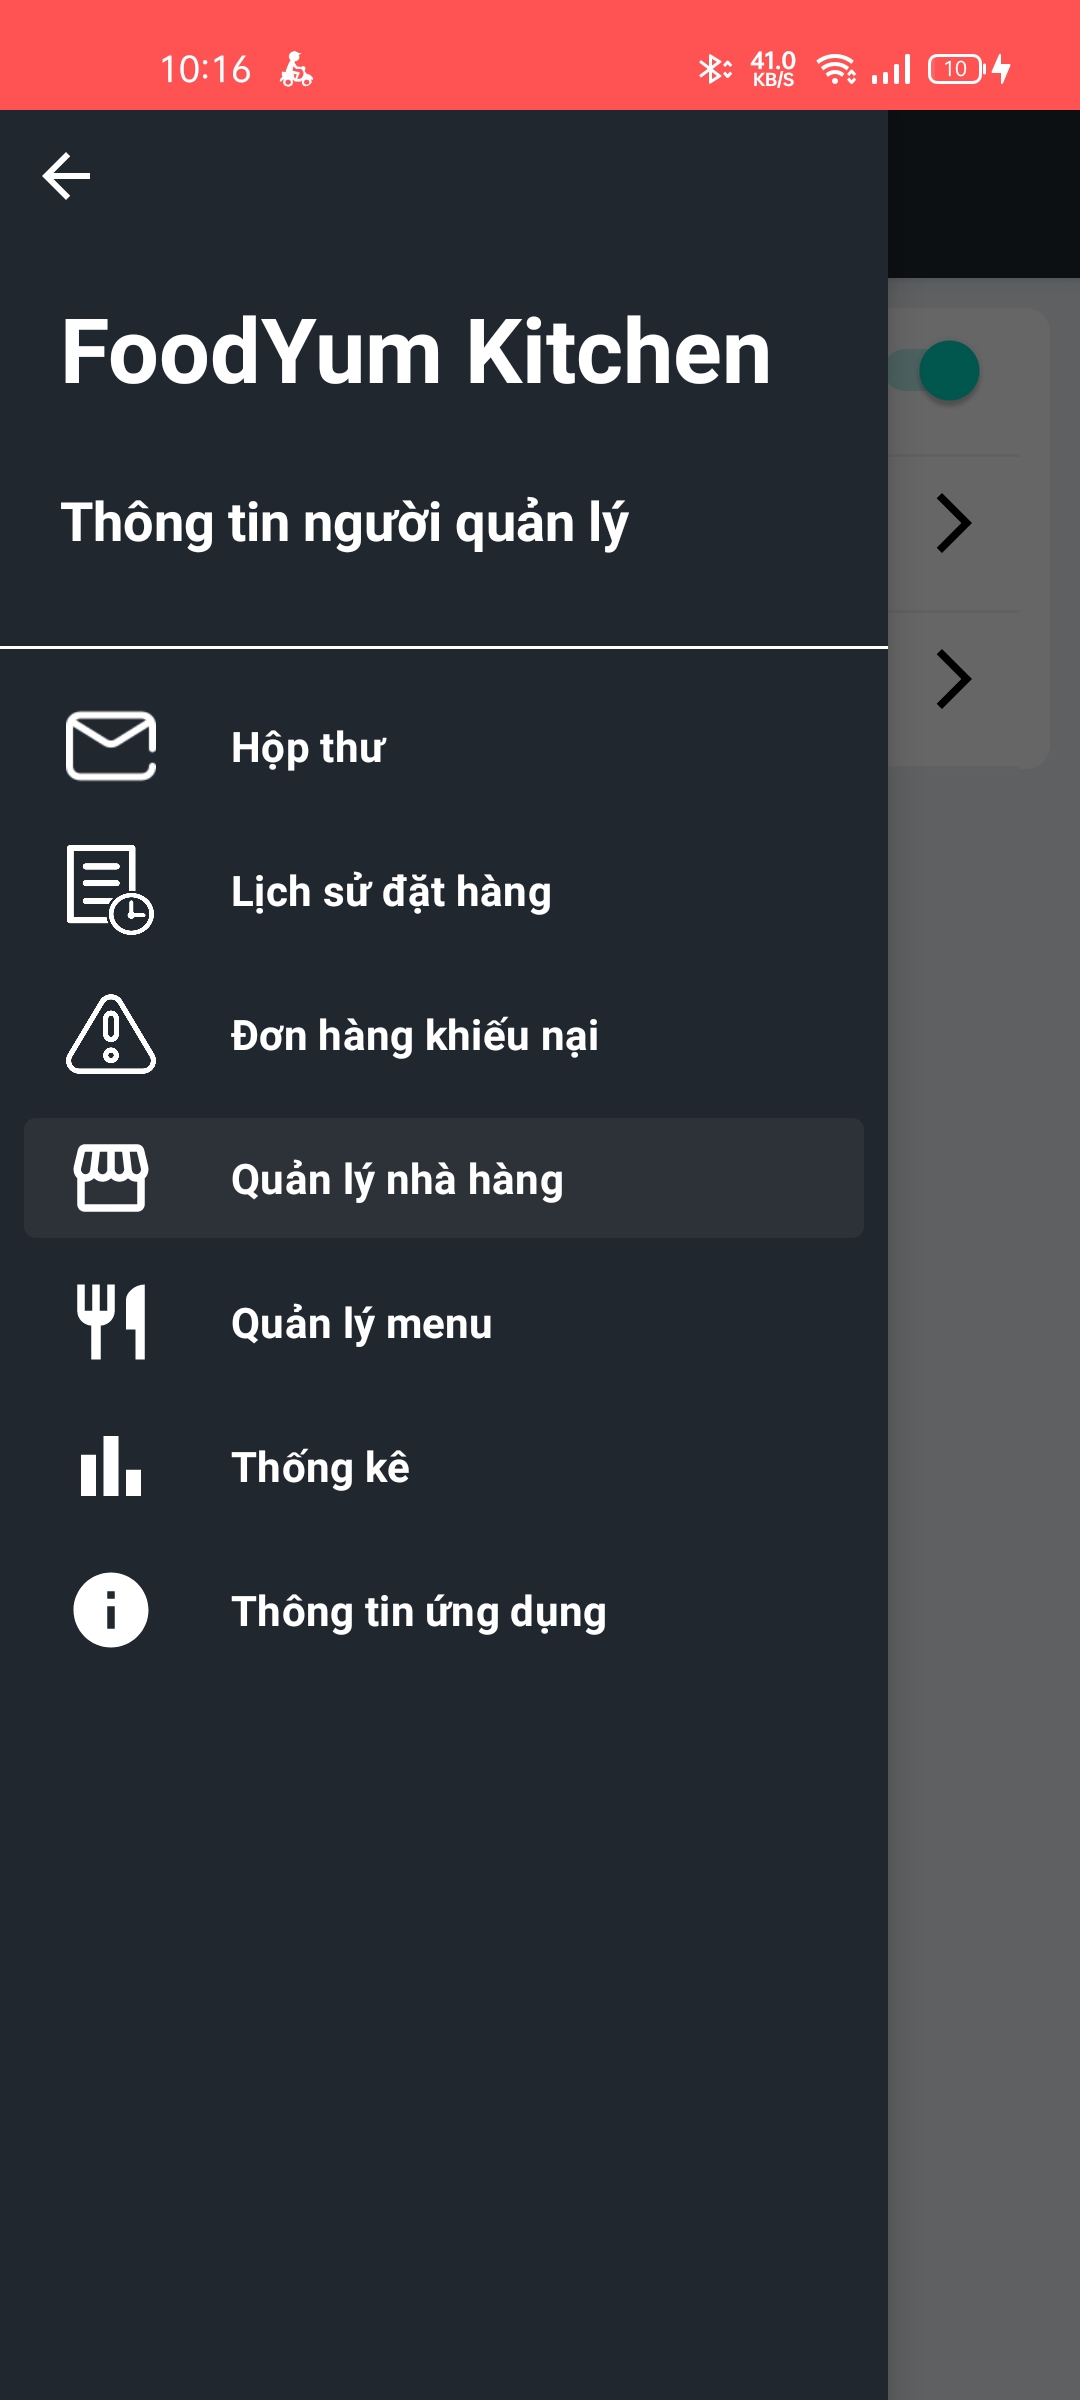 10:16
41.0
KB/S
10
FoodYum Kitchen
Thông tin người quản lý
Hộp thư
Lịch sử đặt hàng
Đơn hàng khiếu nại
Quản lý nhà hàng
Quản lý menu
Thống kê
Thông tin ứng dụng